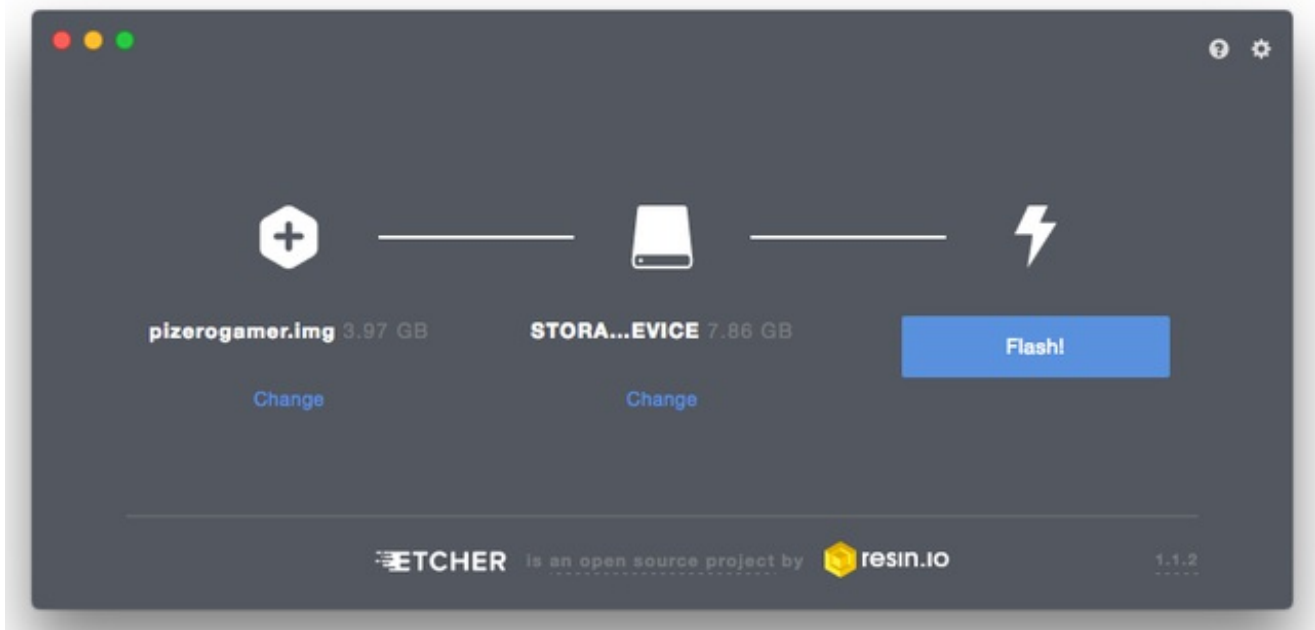 pizerogamer.img 3.97 GB
STORA...EVICE 7.86 GB
Flash!
Change
Change
ETCHER is an open source project by resin.io
1.1.2